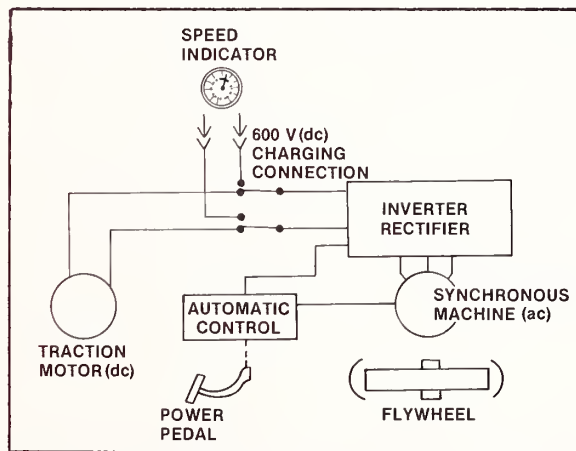 SPEED
INDICATOR
600 V (dc)
CHARGING
CONNECTION
INVERTER
RECTIFIER
AUTOMATIC
CONTROL
SYNCHRONOUS
MACHINE (ac)
TRACTION
MOTOR (dc)
POWER
PEDAL
FLYWHEEL